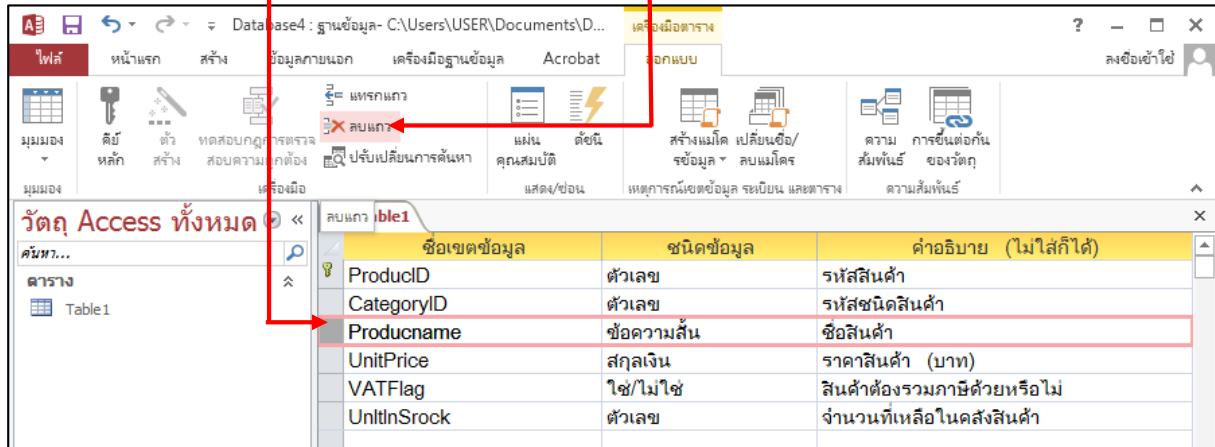 Database4 : ฐานข้อมูล- C:\Users\USER\Documents\D... เครื่องมือตาราง ?
ไฟล์ หน้าแรก สร้าง ข้อมูลภายนอก เครื่องมือฐานข้อมูล Acrobat ออกแบบ ลงชื่อเข้าใช้
แทรกแถว
ลบแถว
ปรับเปลี่ยนการค้นหา
มุมมอง คีย์ ตัว ทดสอบกฎการตรวจ แผ่น ดัชนี สร้างแมโค เปลี่ยนชื่อ/ ความ การขึ้นต่อกัน
หลัก สร้าง สอบความถูกต้อง คุณสมบัติ รข้อมูล ลบแมโคร สัมพันธ์ ของวัตถุ
มุมมอง เครื่องมือ แสดง/ซ่อน เหตุการณ์เขตข้อมูล ระเบียน และตาราง ความสัมพันธ์
วัตถุ Access ทั้งหมด « ลบแถว ble1
ค้นหา... ชื่อเขตข้อมูล ชนิดข้อมูล คำอธิบาย (ไม่ใส่ก็ได้)
ตาราง
Table1
ProducID ตัวเลข รหัสสินค้า
CategoryID ตัวเลข รหัสชนิดสินค้า
Producname ข้อความสั้น ชื่อสินค้า
UnitPrice สกุลเงิน ราคาสินค้า (บาท)
VATFlag ใช่/ไม่ใช่ สินค้าต้องรวมภาษีด้วยหรือไม่
UnltlnSrock ตัวเลข จำนวนที่เหลือในคลังสินค้า